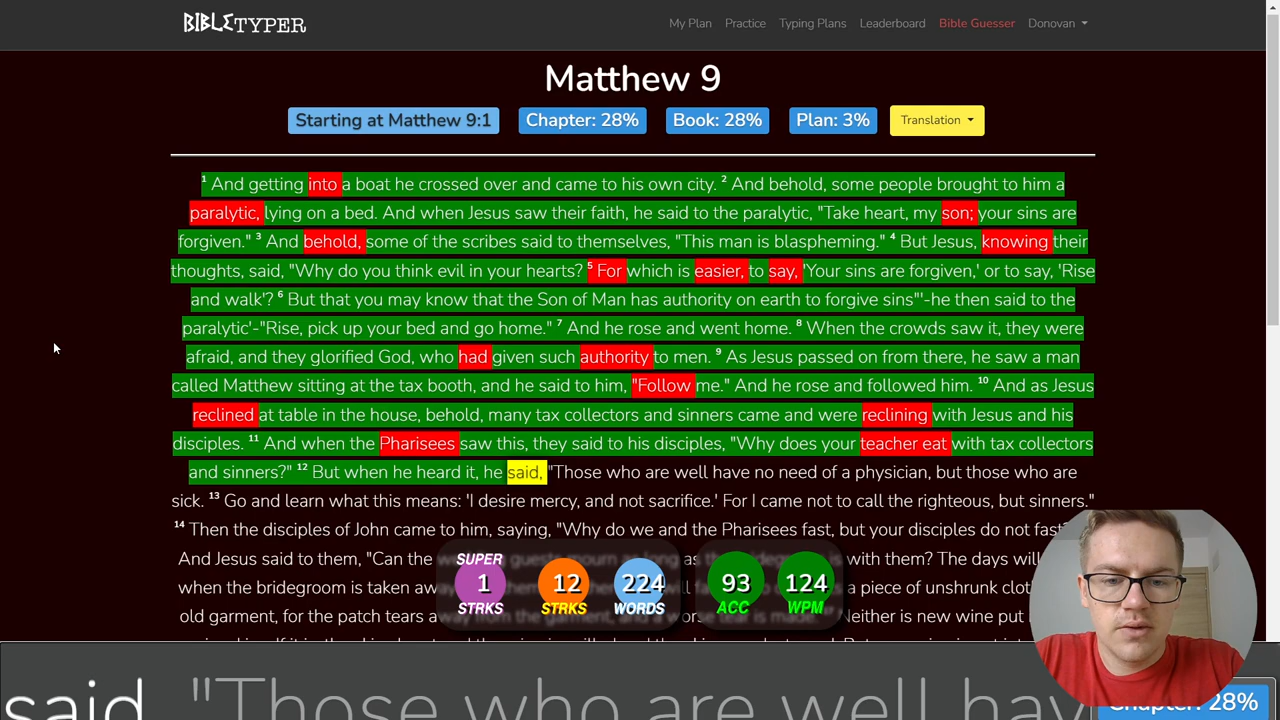 BIBLETYPER
My Plan Practice Typing Plans Leaderboard Bible Guesser Donovan
Matthew 9
Starting at Matthew 9:1 Chapter: 28% Book: 28% Plan: 3% Translation
1 And getting into a boat he crossed over and came to his own city. 2 And behold, some people brought to him a
paralytic, lying on a bed. And when Jesus saw their faith, he said to the paralytic, "Take heart, my son; your sins are
forgiven." 3 And behold, some of the scribes said to themselves, "This man is blaspheming." 4 But Jesus, knowing their
thoughts, said, "Why do you think evil in your hearts? 5 For which is easier, to say, 'Your sins are forgiven,' or to say, 'Rise
and walk'? 6 But that you may know that the Son of Man has authority on earth to forgive sins"'-he then said to the
paralytic'-"Rise, pick up your bed and go home." 7 And he rose and went home. 8 When the crowds saw it, they were
afraid, and they glorified God, who had given such authority to men. 9 As Jesus passed on from there, he saw a man
called Matthew sitting at the tax booth, and he said to him, "Follow me." And he rose and followed him. 10 And as Jesus
reclined at table in the house, behold, many tax collectors and sinners came and were reclining with Jesus and his
disciples. 11 And when the Pharisees saw this, they said to his disciples, "Why does your teacher eat with tax collectors
and sinners?" 12 But when he heard it, he said, "Those who are well have no need of a physician, but those who are
sick. 13 Go and learn what this means: 'I desire mercy, and not sacrifice.' For I came not to call the righteous, but sinners."
14 Then the disciples of John came to him, saying, "Why do we and the Pharisees fast, but your disciples do not fast?
And Jesus said to them, "Can the wedding guests mourn as long as the bridegroom is with them? The days will
when the bridegroom is taken away a piece of unshrunk
old garment, for the patch tears away from the garment, and a worse tear is made. Neither is new wine put
SUPER 1 STRKS 12 STRKS 224 WORDS 93 ACC 124 WPM
said, "Those who are well hav
Chapter: 28%